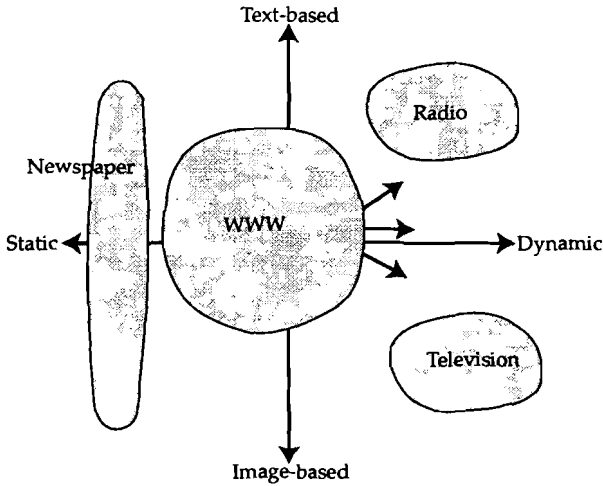 Text-based
Radio
Newspaper
WWW
Static
Dynamic
Television
Image-based